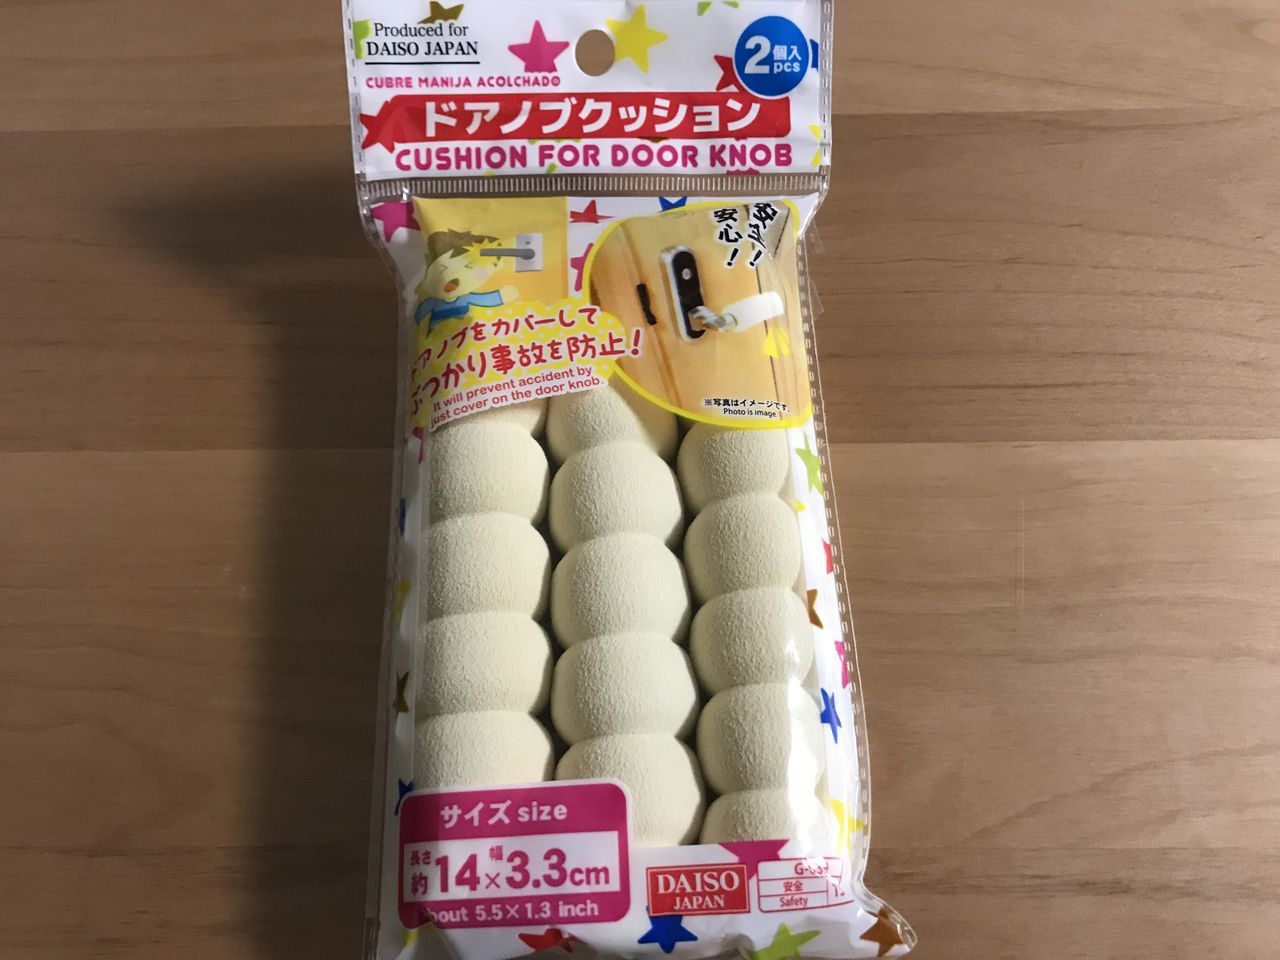 Produced for
DAISO JAPAN
2個入
pcs
CUBRE MANIJA ACOLCHADO
ドアノブクッション
CUSHION FOR DOOR KNOB
安心!
ドアノブをカバーして
ぶつかり事故を防止!
It will prevent accident by
just cover on the door knob.
※写真はイメージです
Photo is image.
サイズ size
長さ 幅
約14×3.3cm
About 5.5×1.3 inch
DAISO
JAPAN
安全
Safety